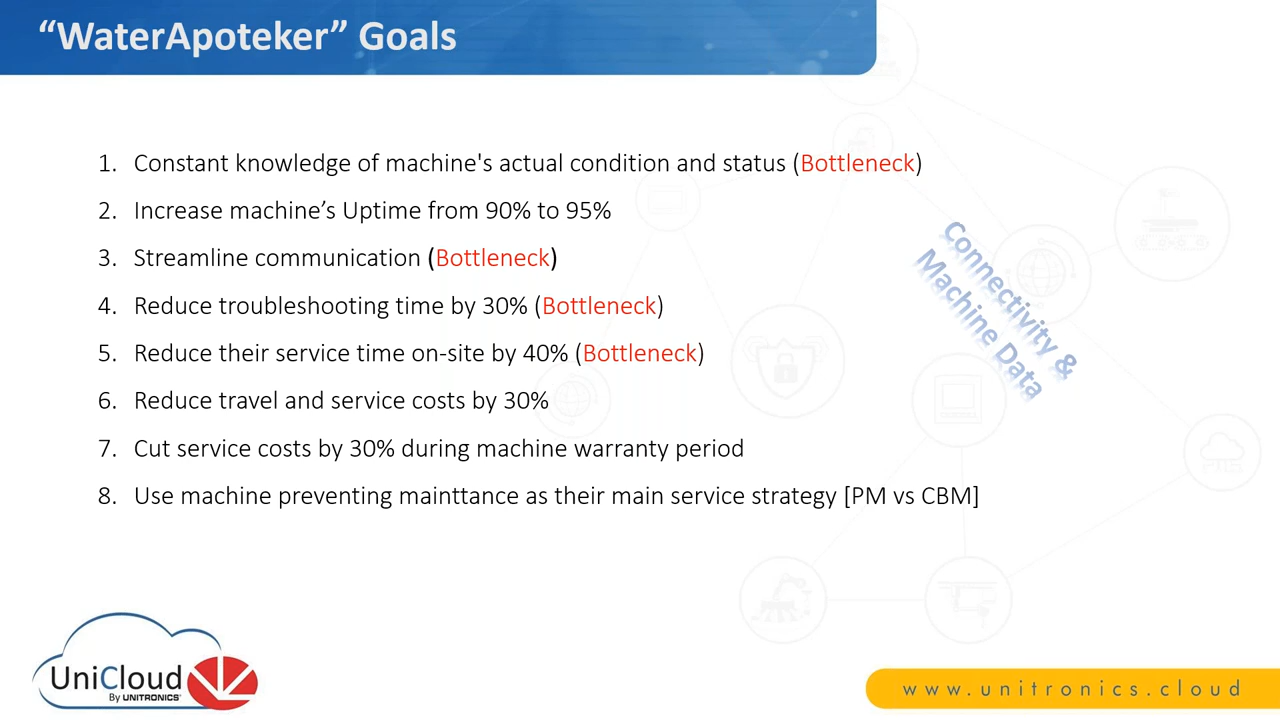 “WaterApoteker” Goals
1. Constant knowledge of machine's actual condition and status (Bottleneck)
2. Increase machine’s Uptime from 90% to 95%
3. Streamline communication (Bottleneck)
4. Reduce troubleshooting time by 30% (Bottleneck)
5. Reduce their service time on-site by 40% (Bottleneck)
6. Reduce travel and service costs by 30%
7. Cut service costs by 30% during machine warranty period
8. Use machine preventing mainttance as their main service strategy [PM vs CBM]
Connectivity &
Machine Data
UniCloud
By UNITRONICS
www.unitronics.cloud